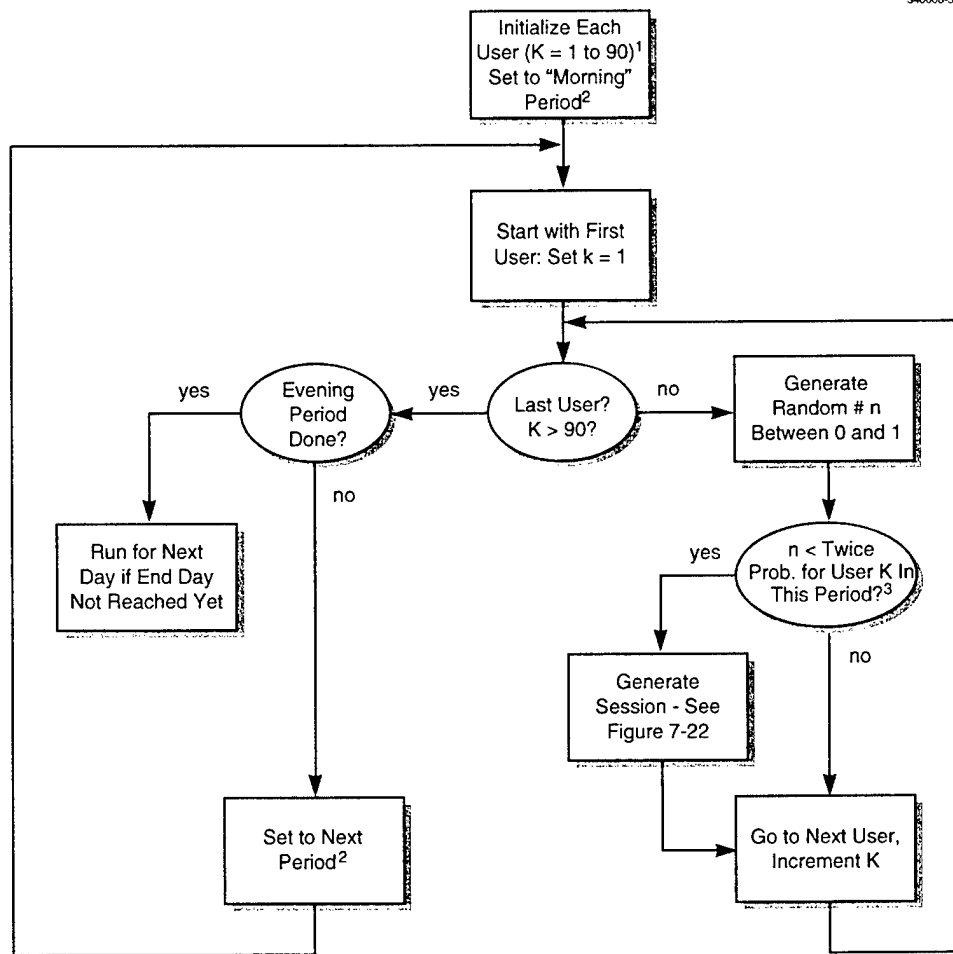 Initialize Each
User (K = 1 to 90)1
Set to “Morning”
Period2
Start with First
User: Set k = 1
yes
Evening
Period
Done?
yes
Last User?
K > 90?
no
Generate
Random # n
Between 0 and 1
no
Run for Next
Day if End Day
Not Reached Yet
yes
n < Twice
Prob. for User K In
This Period?3
no
Generate
Session - See
Figure 7-22
Set to Next
Period2
Go to Next User,
Increment K